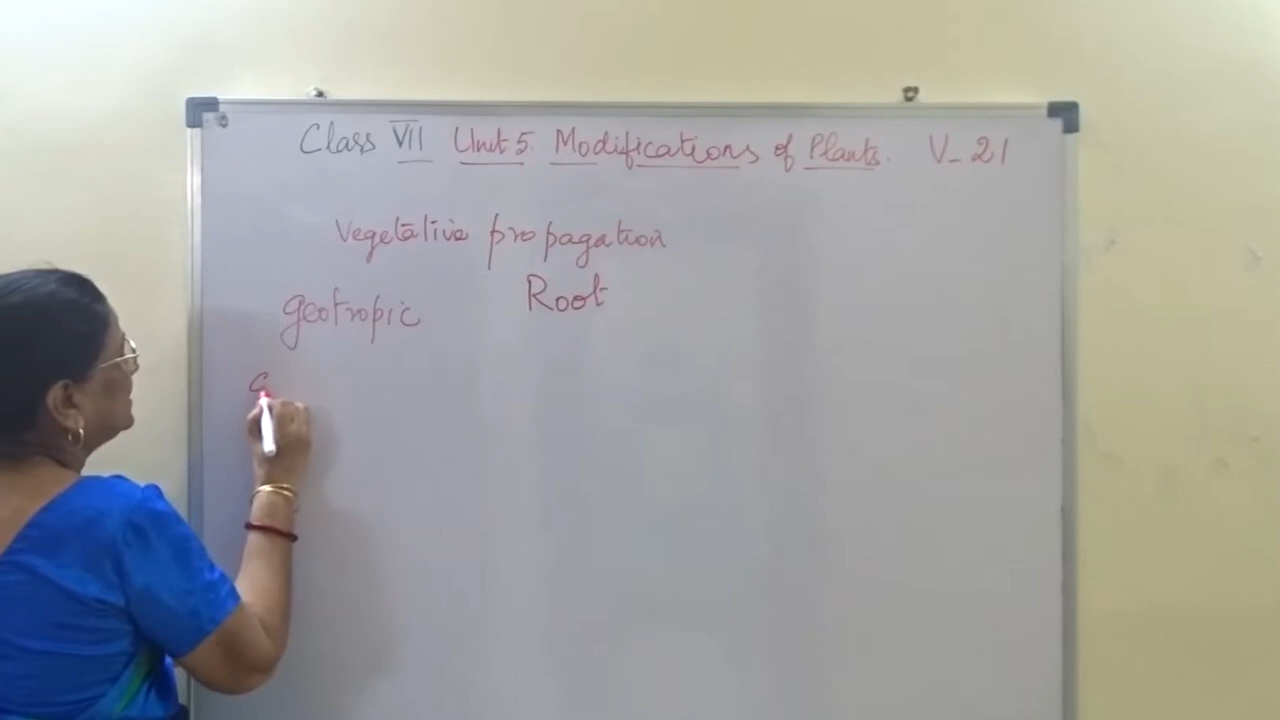 Class VII Unit 5. Modifications of Plants. V-21
Vegetative propagation
Root
geotropic